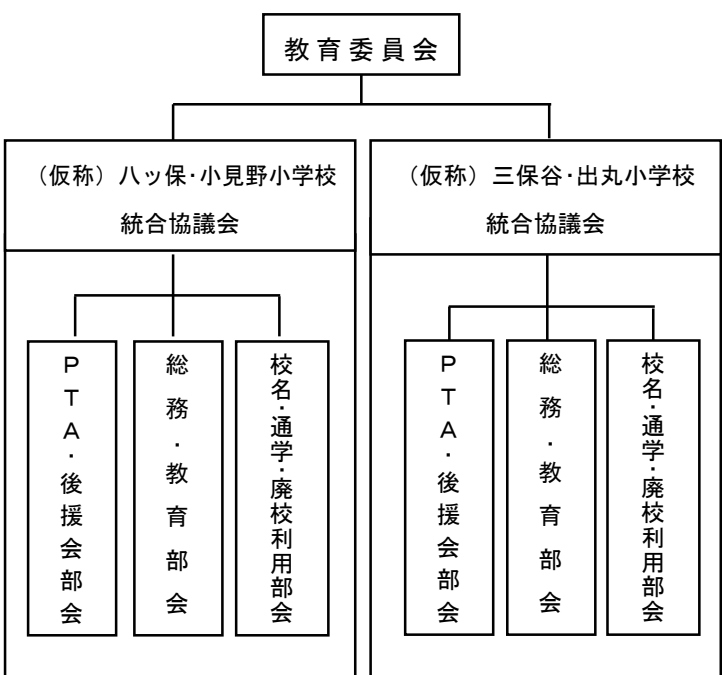 教育委員会
（仮称）八ッ保・小見野小学校
統合協議会
（仮称）三保谷・出丸小学校
統合協議会
ＰＴＡ・後援会部会
総務・教育部会
校名・通学・廃校利用部会
ＰＴＡ・後援会部会
総務・教育部会
校名・通学・廃校利用部会